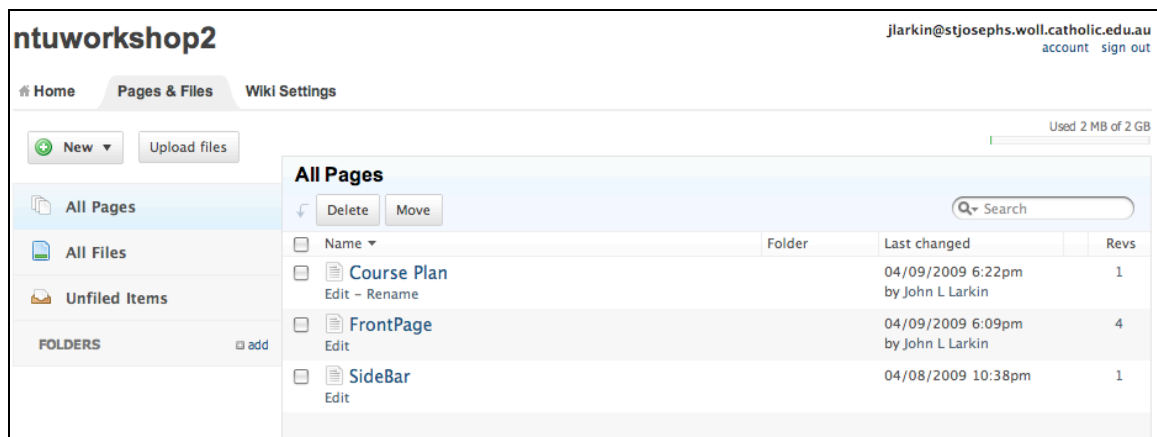 ntuworkshop2
jlarkin@stjosephs.woll.catholic.edu.au
account sign out
Home Pages & Files Wiki Settings
Used 2 MB of 2 GB
New Upload files
All Pages
Delete Move Search
Name Folder Last changed Revs
Course Plan 04/09/2009 6:22pm 1
Edit – Rename by John L Larkin
FrontPage 04/09/2009 6:09pm 4
Edit by John L Larkin
SideBar 04/08/2009 10:38pm 1
Edit
All Pages
All Files
Unfiled Items
FOLDERS add